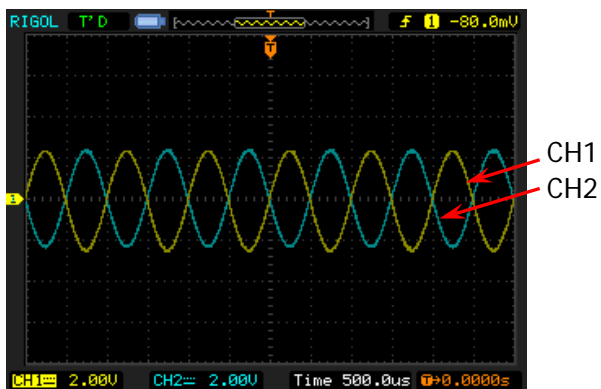 RIGOL T'D T f 1 -80.0mV
T
CH1
CH2
1
CH1 2.00V CH2 2.00V Time 500.0us T→0.0000s